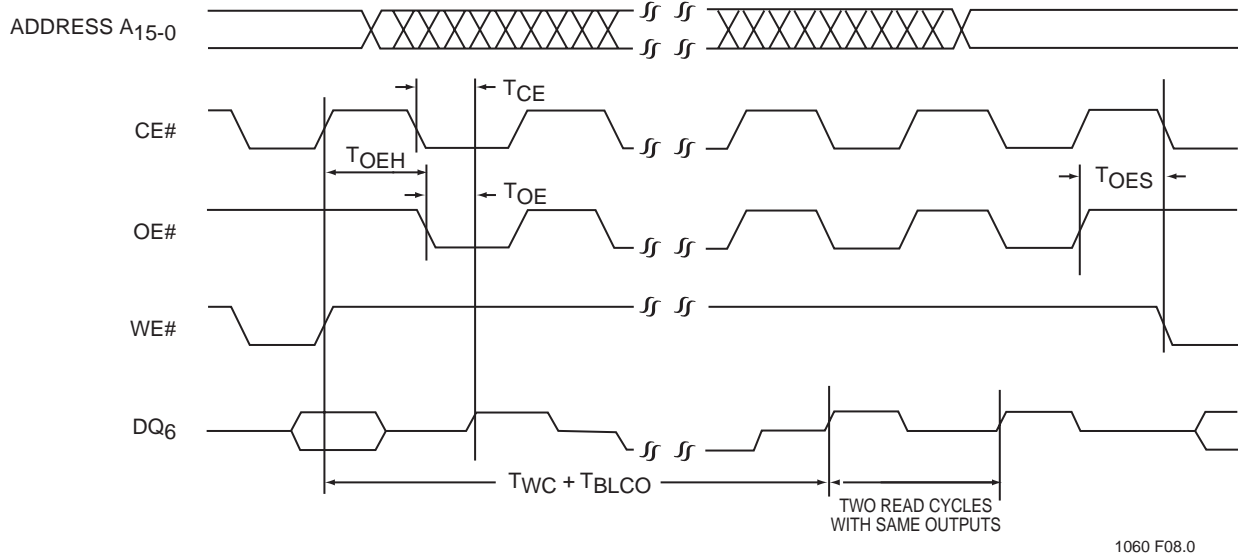 ADDRESS A15-0
TCE
CE#
TOEH
TOE
TOES
OE#
WE#
DQ6
TWC + TBLCO
TWO READ CYCLES
WITH SAME OUTPUTS
1060 F08.0